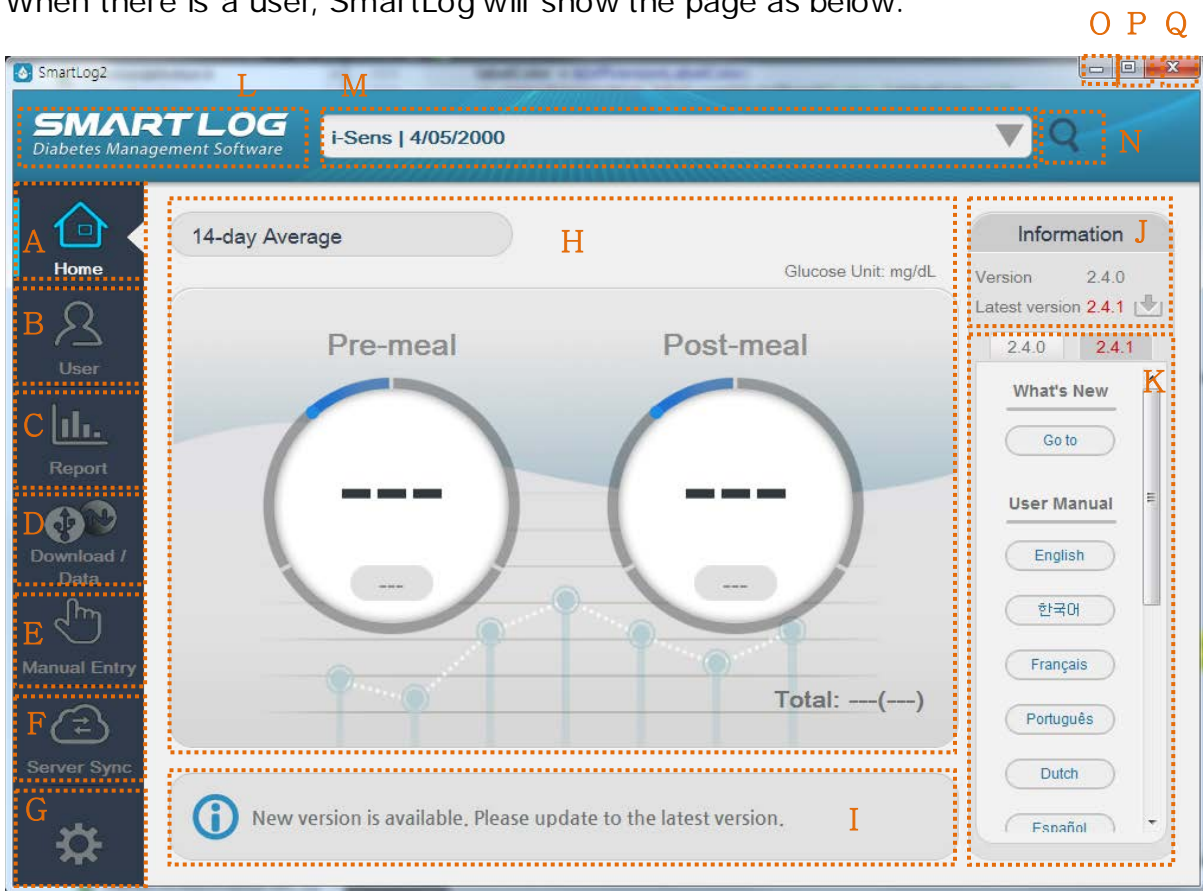 When there is a user, SmartLog will show the page as below.
O P Q
SmartLog2
L
M
SMART LOG
Diabetes Management Software
i-Sens | 4/05/2000
N
A
Home
B
User
C
Report
D
Download /
Data
E
Manual Entry
F
Server Sync
G
14-day Average
H
Glucose Unit: mg/dL
Pre-meal
Post-meal
---
---
---
---
Total: ---(---)
New version is available. Please update to the latest version.
I
Information
J
Version 2.4.0
Latest version 2.4.1
2.4.0 2.4.1
K
What's New
Go to
User Manual
English
한국어
Français
Português
Dutch
Español